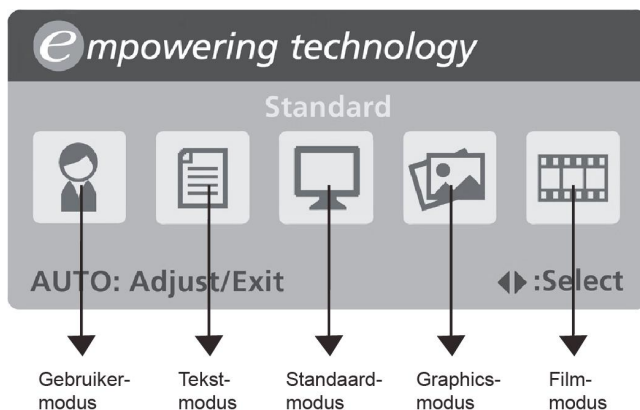 empowering technology
Standard
AUTO: Adjust/Exit
:Select
Gebruiker-
modus
Tekst-
modus
Standaard-
modus
Graphics-
modus
Film-
modus